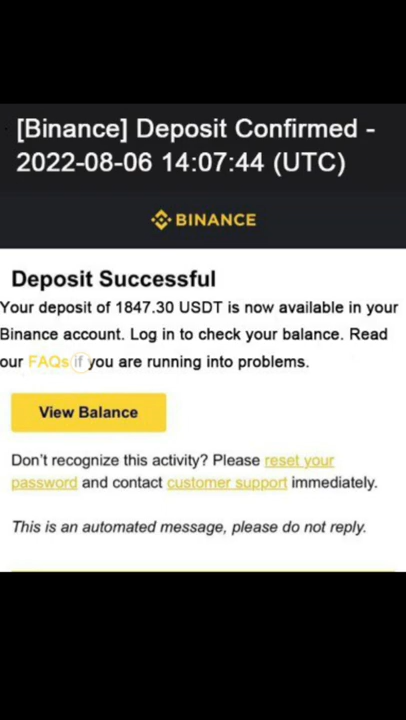 [Binance] Deposit Confirmed -
2022-08-06 14:07:44 (UTC)
BINANCE
Deposit Successful
Your deposit of 1847.30 USDT is now available in your
Binance account. Log in to check your balance. Read
our FAQs if you are running into problems.
View Balance
Don't recognize this activity? Please reset your
password and contact customer support immediately.
This is an automated message, please do not reply.